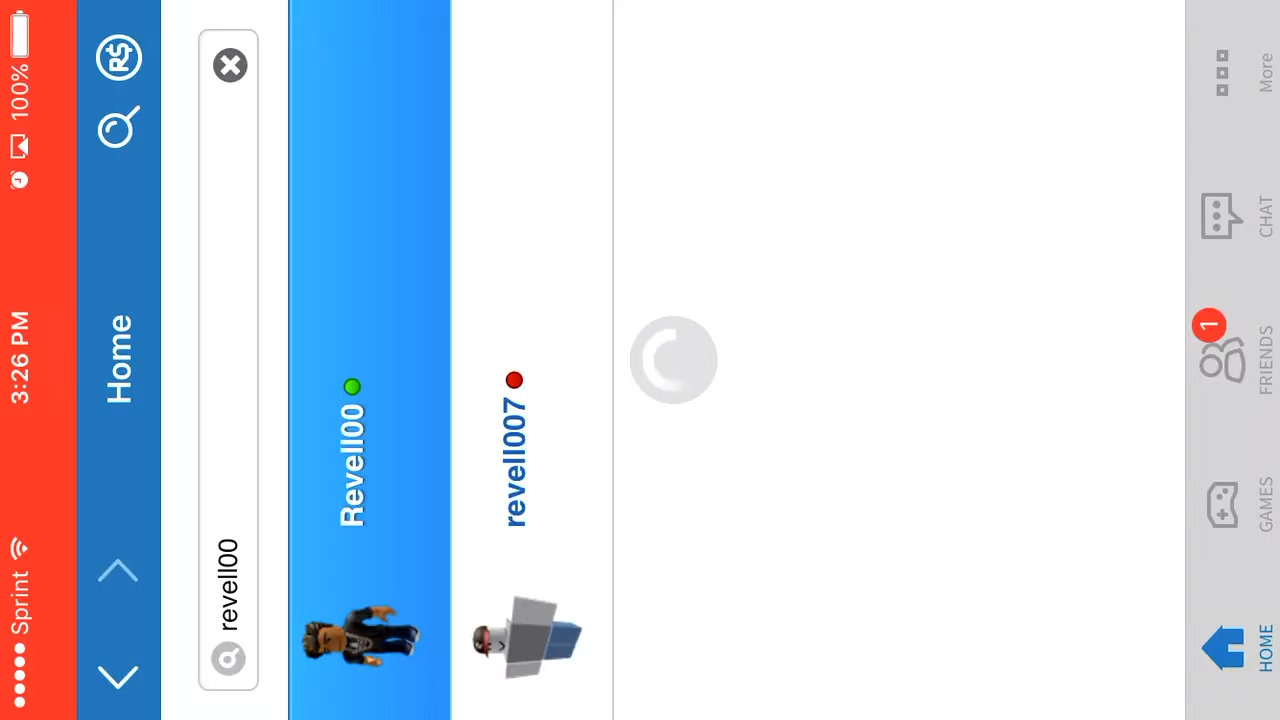 Sprint 3:26 PM 100%
Home R$
revell00
Revell00
revell007
HOME GAMES FRIENDS 1 CHAT More